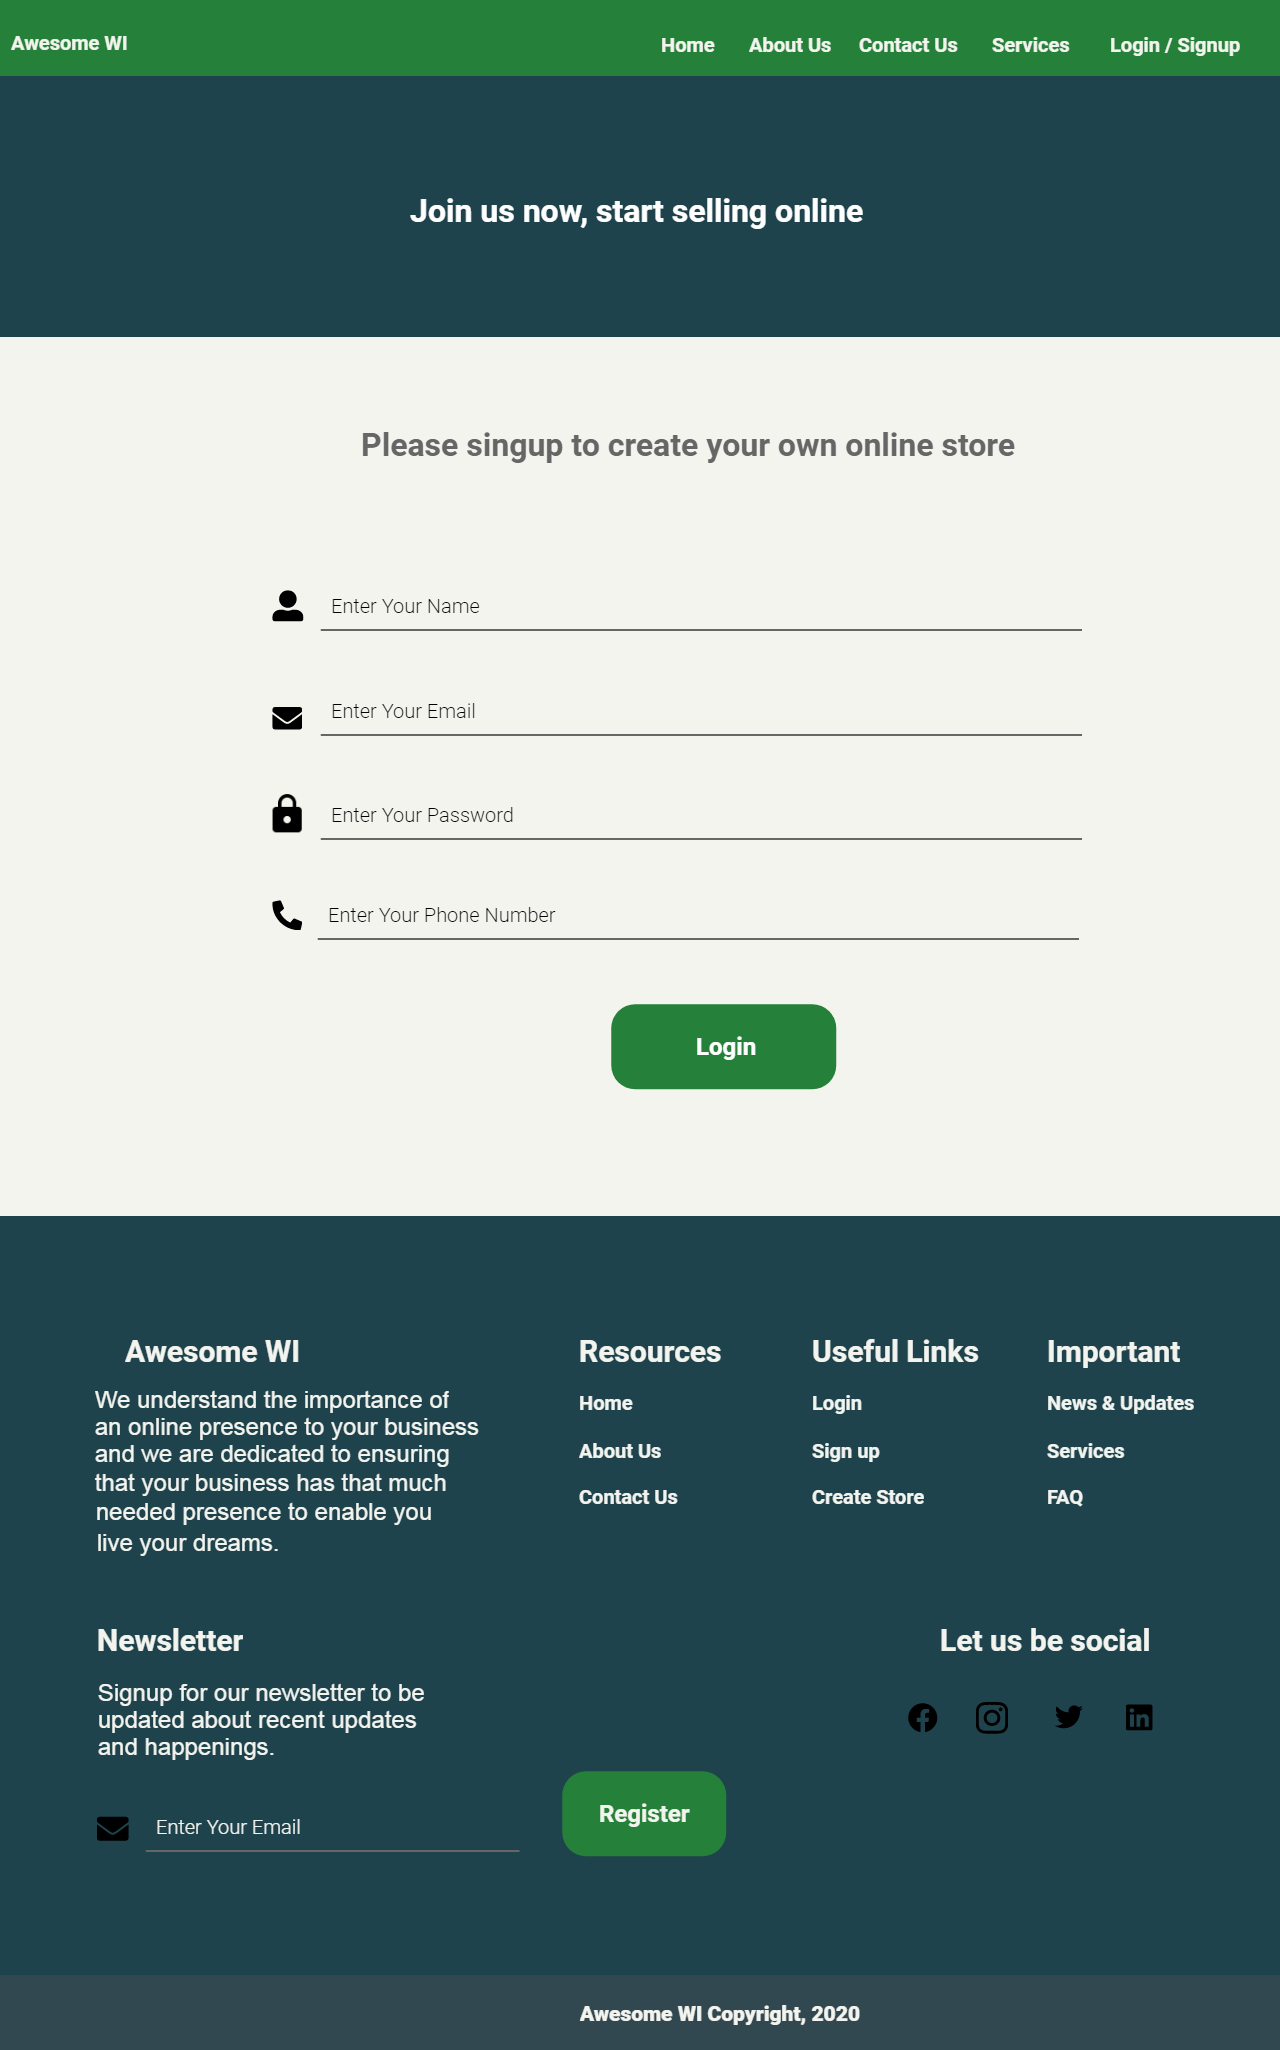 Awesome WI
Home About Us Contact Us Services Login / Signup
Join us now, start selling online
Please singup to create your own online store
Enter Your Name
Enter Your Email
Enter Your Password
Enter Your Phone Number
Login
Awesome WI
We understand the importance of
an online presence to your business
and we are dedicated to ensuring
that your business has that much
needed presence to enable you
live your dreams.
Resources
Home
About Us
Contact Us
Useful Links
Login
Sign up
Create Store
Important
News & Updates
Services
FAQ
Newsletter
Signup for our newsletter to be
updated about recent updates
and happenings.
Enter Your Email
Register
Let us be social
Awesome WI Copyright, 2020